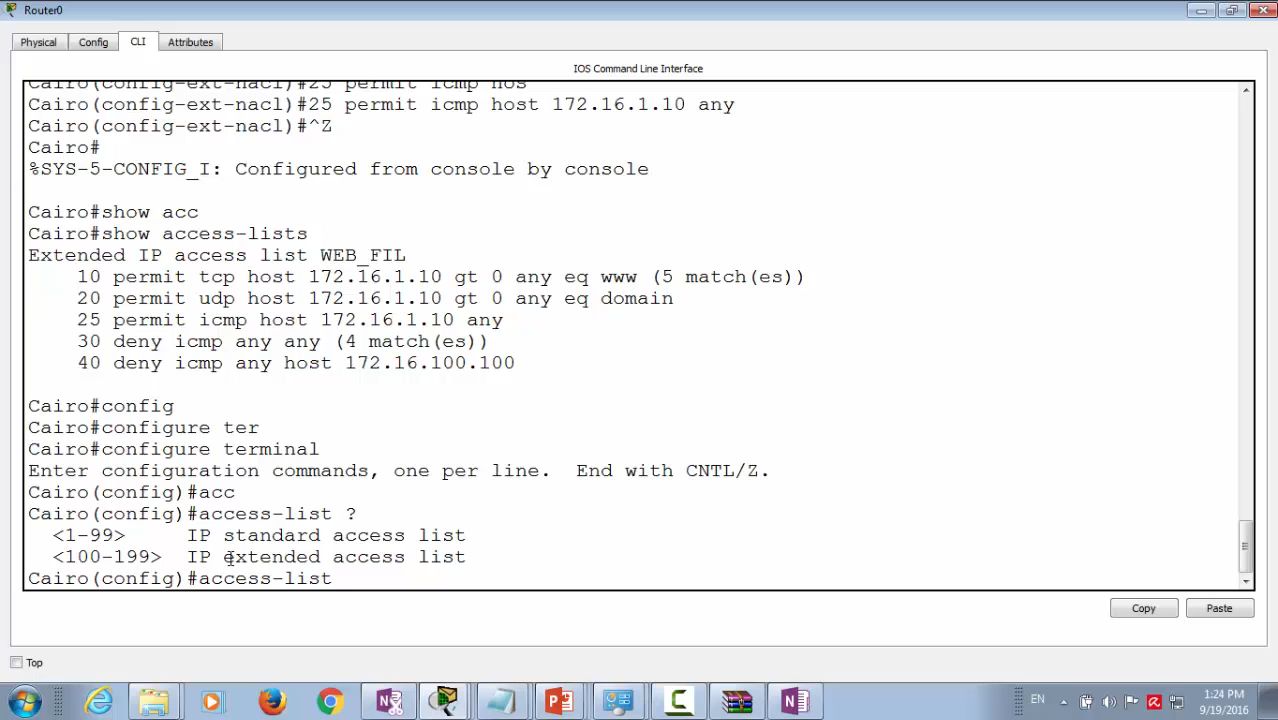 Router0
Physical
Config
CLI
Attributes
IOS Command Line Interface
Cairo(config-ext-nacl)#25 permit icmp hos
Cairo(config-ext-nacl)#25 permit icmp host 172.16.1.10 any
Cairo(config-ext-nacl)#^Z
Cairo#
%SYS-5-CONFIG_I: Configured from console by console
Cairo#show acc
Cairo#show access-lists
Extended IP access list WEB_FIL
10 permit tcp host 172.16.1.10 gt 0 any eq www (5 match(es))
20 permit udp host 172.16.1.10 gt 0 any eq domain
25 permit icmp host 172.16.1.10 any
30 deny icmp any any (4 match(es))
40 deny icmp any host 172.16.100.100
Cairo#config
Cairo#configure ter
Cairo#configure terminal
Enter configuration commands, one per line.  End with CNTL/Z.
Cairo(config)#acc
Cairo(config)#access-list ?
<1-99> IP standard access list
<100-199> IP extended access list
Cairo(config)#access-list
Copy
Paste
Top
EN
1:24 PM
9/19/2016